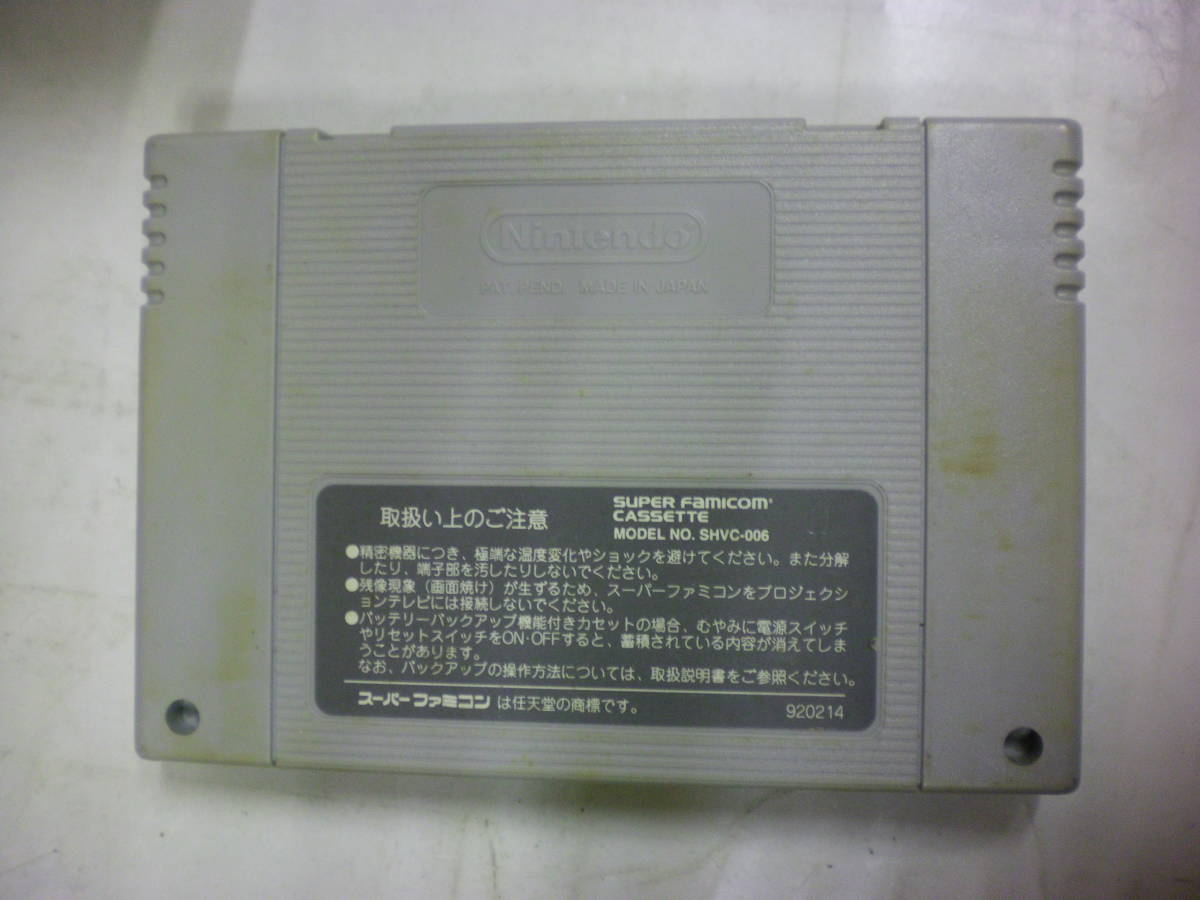 Nintendo
PAT. PEND. MADE IN JAPAN
取扱い上のご注意
SUPER FAMICOM
CASSETTE
MODEL NO. SHVC-006
●精密機器につき、極端な温度変化やショックを避けてください。また分解
したり、端子部を汚したりしないでください。
●残像現象（画面焼け）が生ずるため、スーパーファミコンをプロジェクシ
ョンテレビには接続しないでください。
●バッテリーバックアップ機能付きカセットの場合、むやみに電源スイッチ
やリセットスイッチをON・OFFすると、蓄積されている内容が消えてしま
うことがあります。
なお、バックアップの操作方法については、取扱説明書をご参照ください。
スーパーファミコンは任天堂の商標です。
920214